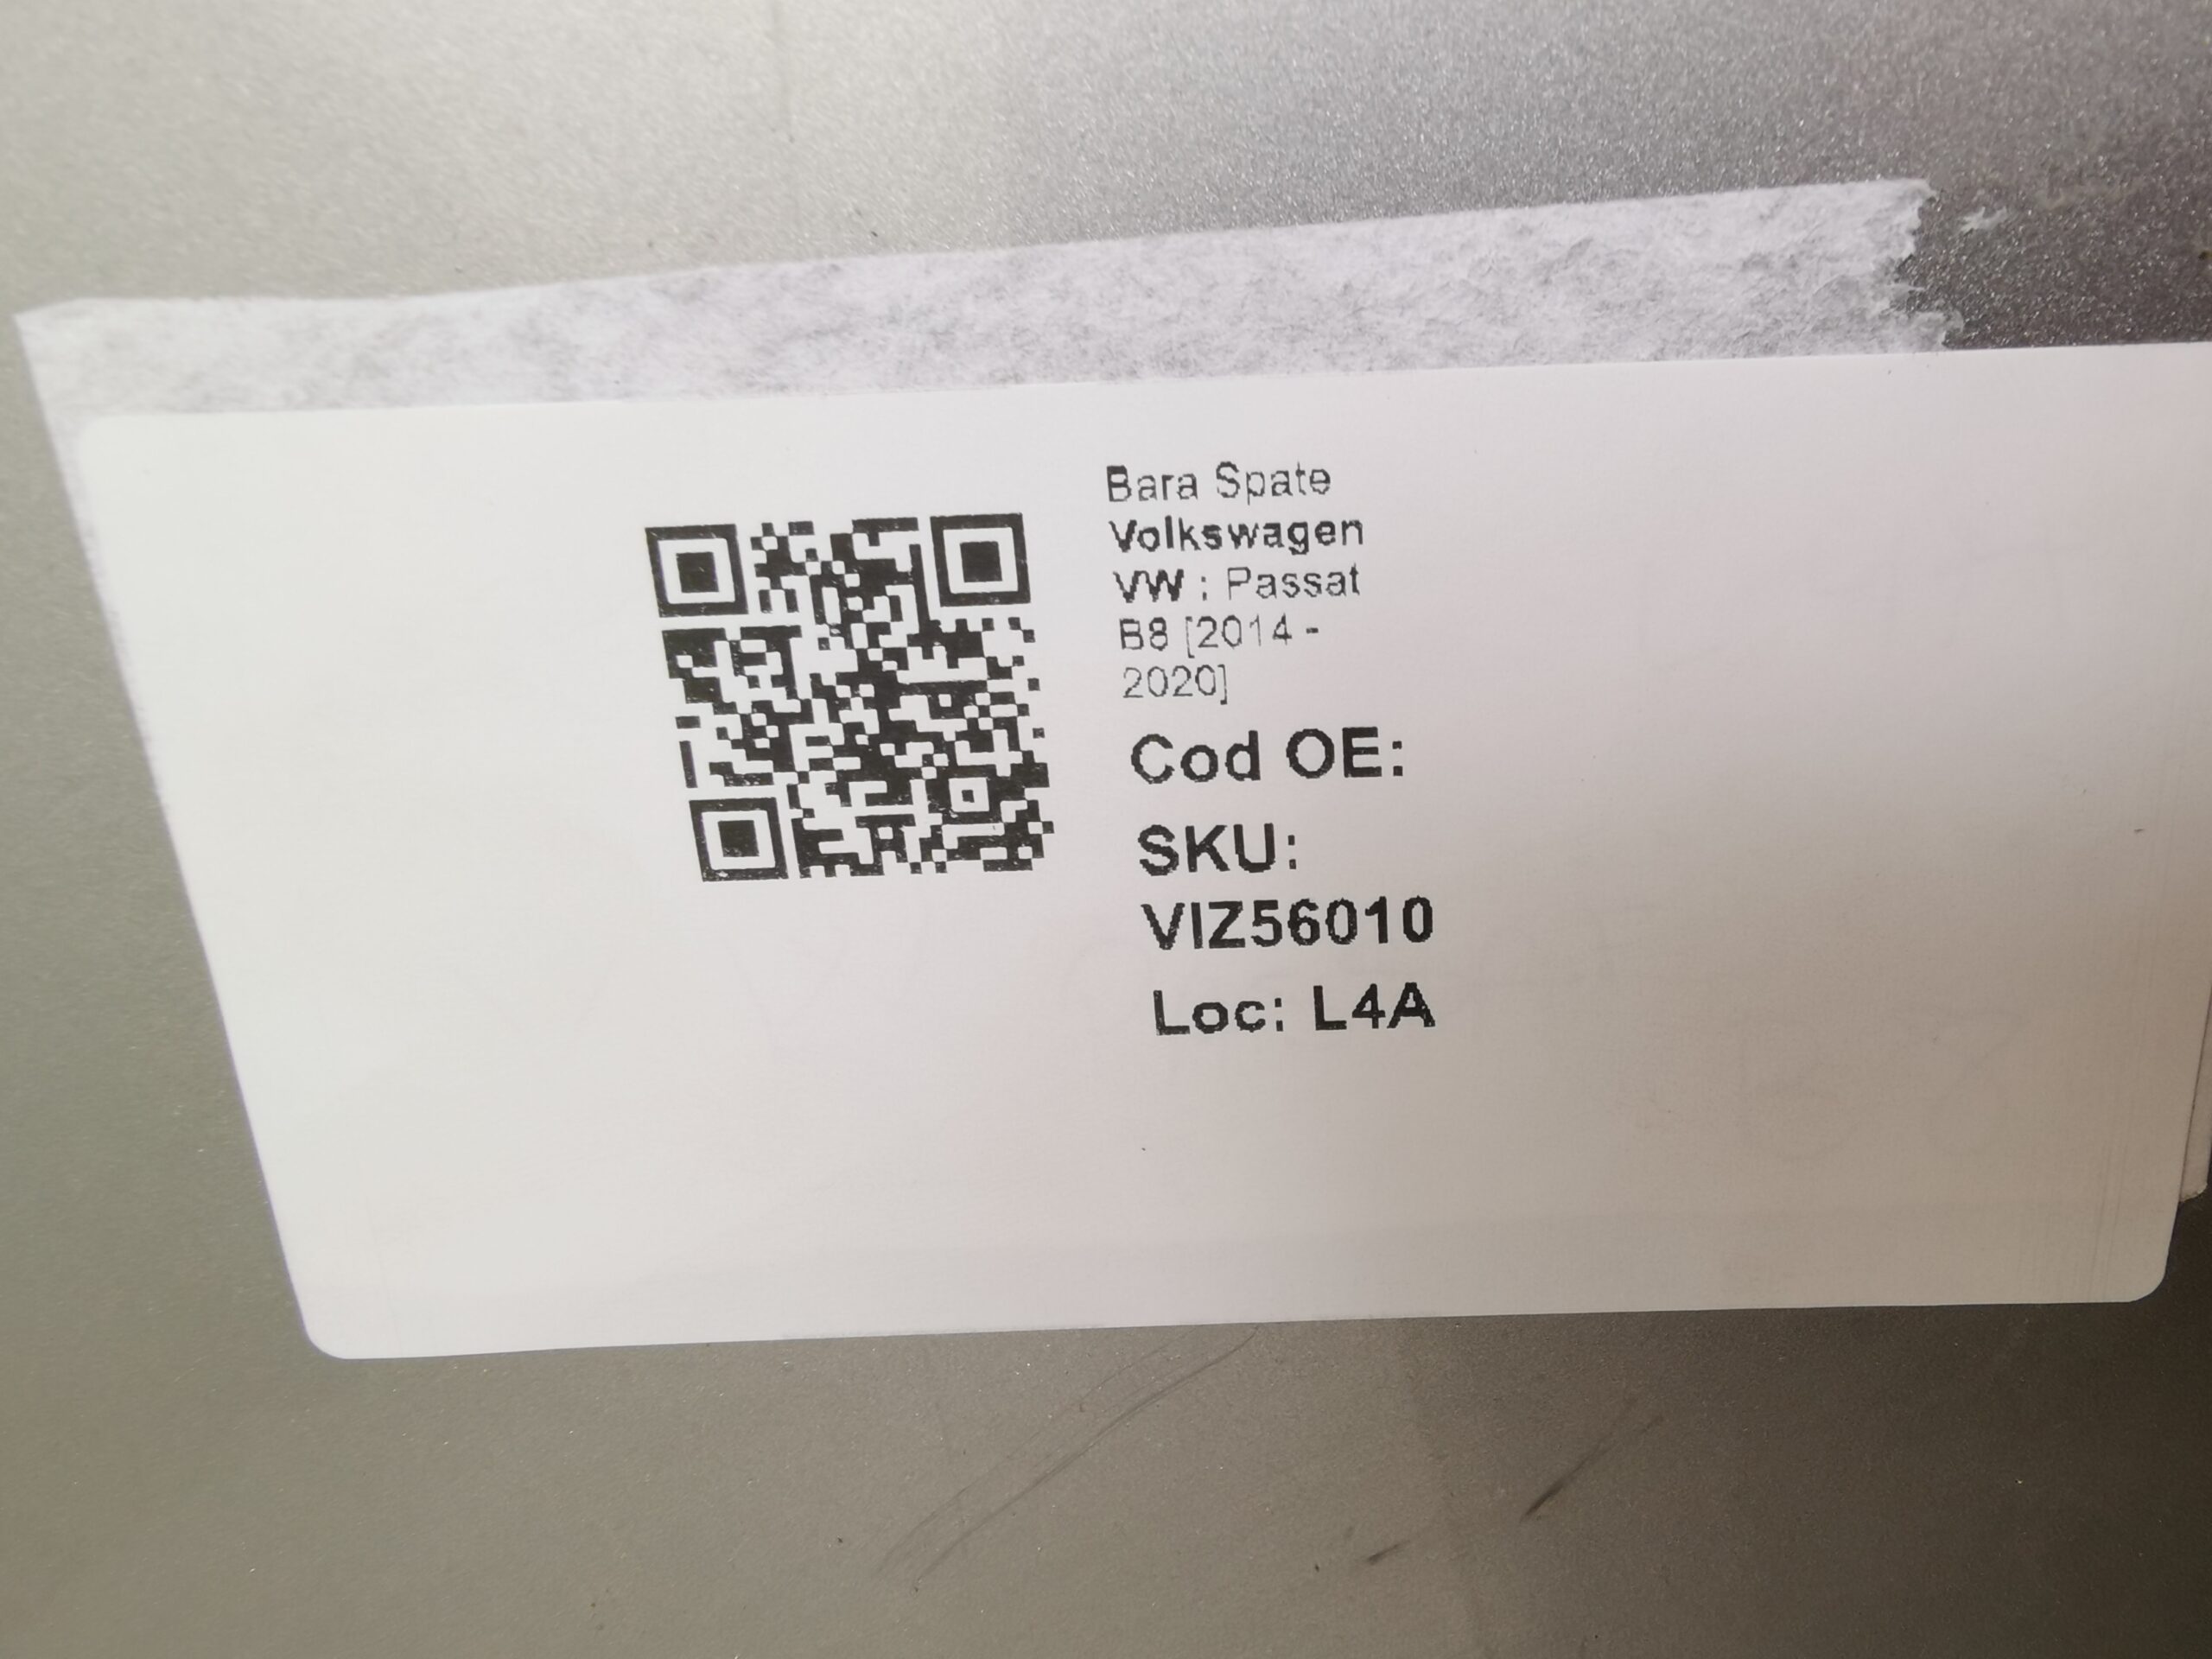 Bara Spate
Volkswagen
VW : Passat
B8 [2014 -
2020]
Cod OE:
SKU:
VIZ56010
Loc: L4A